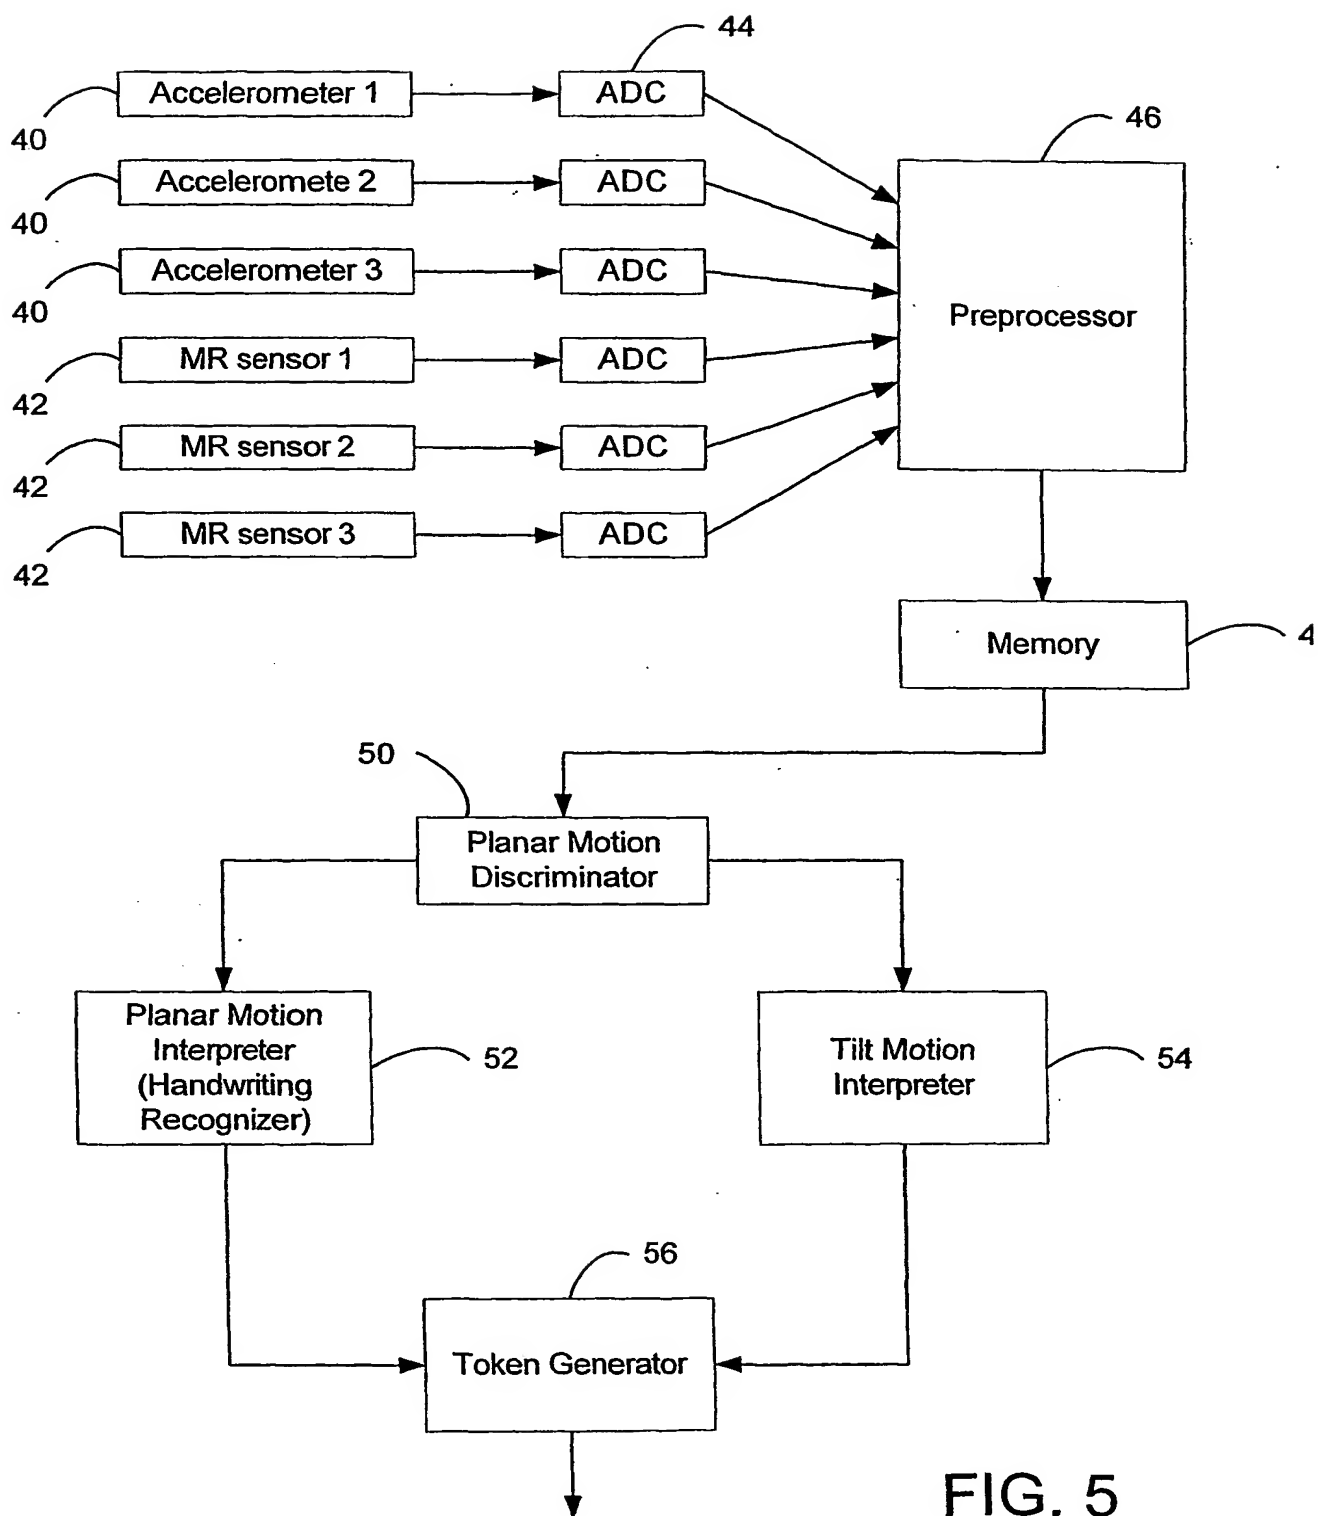 44
Accelerometer 1
ADC
40
46
Acceleromete 2
ADC
40
Accelerometer 3
ADC
40
Preprocessor
MR sensor 1
ADC
42
MR sensor 2
ADC
42
MR sensor 3
ADC
42
Memory
4
50
Planar Motion
Discriminator
Planar Motion
Interpreter
(Handwriting
Recognizer)
52
Tilt Motion
Interpreter
54
56
Token Generator
FIG. 5